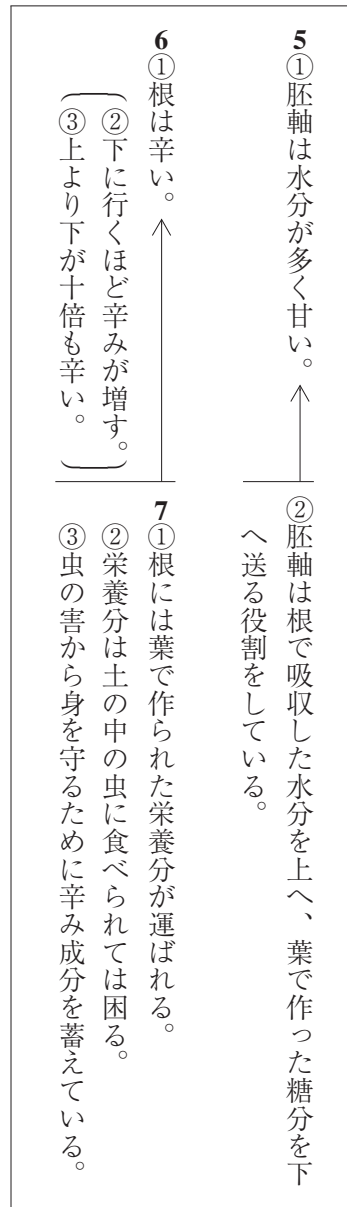 5①胚軸は水分が多く甘い。
②胚軸は根で吸収した水分を上へ、葉で作った糖分を下
へ送る役割をしている。
6①根は辛い。
②下に行くほど辛みが増す。
③上より下が十倍も辛い。
7①根には葉で作られた栄養分が運ばれる。
②栄養分は土の中の虫に食べられては困る。
③虫の害から身を守るために辛み成分を蓄えている。